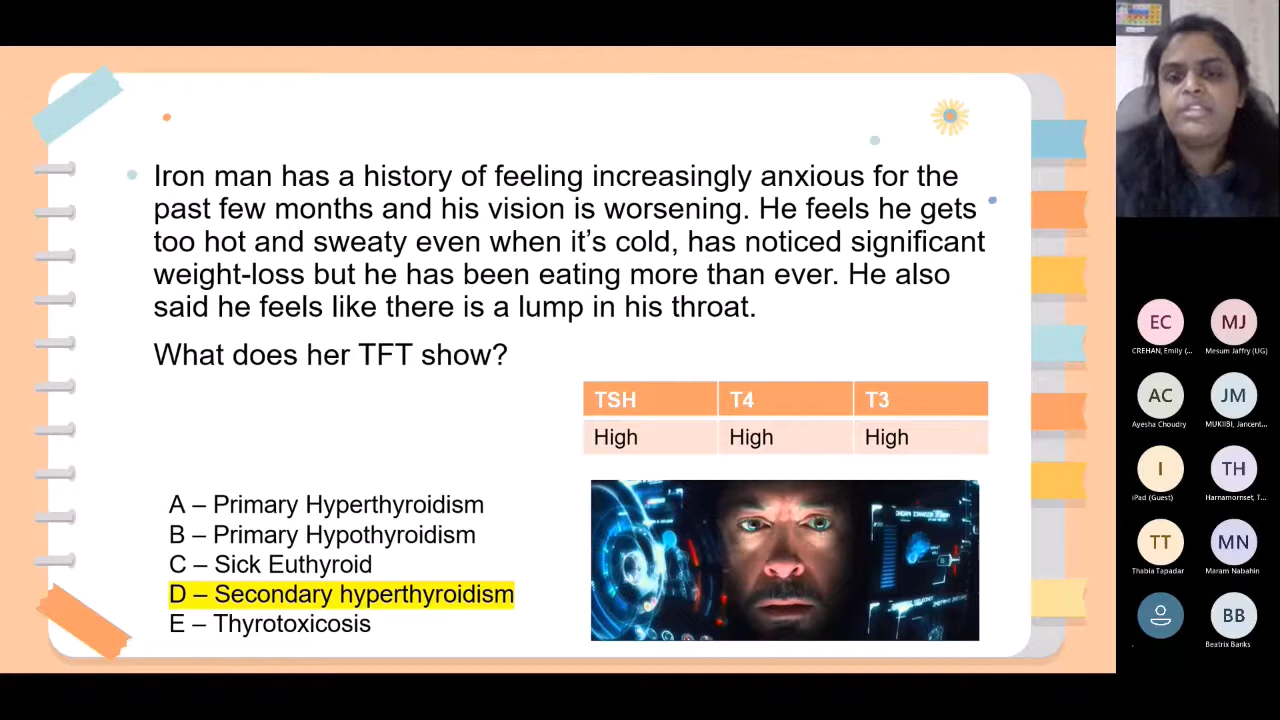 Iron man has a history of feeling increasingly anxious for the
past few months and his vision is worsening. He feels he gets
too hot and sweaty even when it's cold, has noticed significant
weight-loss but he has been eating more than ever. He also
said he feels like there is a lump in his throat.
What does her TFT show?
TSH T4 T3
High High High
A – Primary Hyperthyroidism
B – Primary Hypothyroidism
C – Sick Euthyroid
D – Secondary hyperthyroidism
E – Thyrotoxicosis
EC MJ
CREHAN, Emily (... Mesum Jaffry (UG)
AC JM
Ayesha Choudry MUKIIBI, Jancent...
I TH
iPad (Guest) Harnamornset, T...
TT MN
Thabia Tapadar Maram Nabahin
BB
. Beatrix Banks